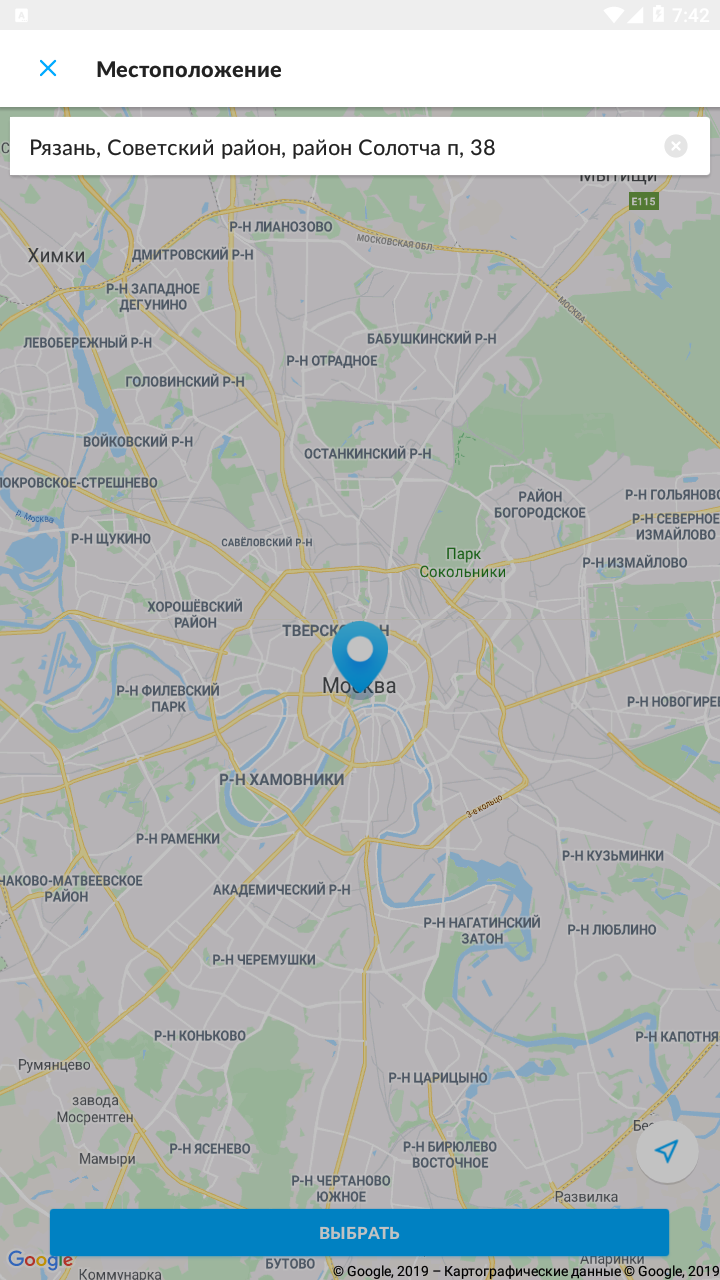 7:42
Местоположение
Рязань, Советский район, район Солотча п, 38
Мытищи
E115
Р-Н ЛИАНОЗОВО
МОСКОВСКАЯ ОБЛ.
Химки
ДМИТРОВСКИЙ Р-Н
Р-Н ЗАПАДНОЕ
ДЕГУНИНО
МОСКВА
ЛЕВОБЕРЕЖНЫЙ Р-Н
БАБУШКИНСКИЙ Р-Н
Р-Н ОТРАДНОЕ
ГОЛОВИНСКИЙ Р-Н
ВОЙКОВСКИЙ Р-Н
ОСТАНКИНСКИЙ Р-Н
ПОКРОВСКОЕ-СТРЕШНЕВО
РАЙОН
БОГОРОДСКОЕ
Р-Н ГОЛЬЯНОВО
р. Москва
Р-Н СЕВЕРНОЕ
ИЗМАЙЛОВО
Р-Н ЩУКИНО
САВЁЛОВСКИЙ Р-Н
Парк
Сокольники
Р-Н ИЗМАЙЛОВО
ХОРОШЁВСКИЙ
РАЙОН
ТВЕРСКОЙ Р-Н
Москва
Р-Н ФИЛЕВСКИЙ
ПАРК
Р-Н НОВОГИРЕ
Р-Н ХАМОВНИКИ
3-е кольцо
Р-Н РАМЕНКИ
Р-Н КУЗЬМИНКИ
ЧАКОВО-МАТВЕЕВСКОЕ
РАЙОН
АКАДЕМИЧЕСКИЙ Р-Н
Р-Н НАГАТИНСКИЙ
ЗАТОН
Р-Н ЛЮБЛИНО
Р-Н ЧЕРЕМУШКИ
Р-Н КОНЬКОВО
Р-Н КАПОТНЯ
Румянцево
Р-Н ЦАРИЦЫНО
завода
Мосрентген
Р-Н ЯСЕНЕВО
Р-Н БИРЮЛЕВО
ВОСТОЧНОЕ
Мамыри
Р-Н ЧЕРТАНОВО
ЮЖНОЕ
Развилка
ВЫБРАТЬ
Google
БУТОВО
Апаринки
Коммунарка
© Google, 2019 – Картографические данные © Google, 2019